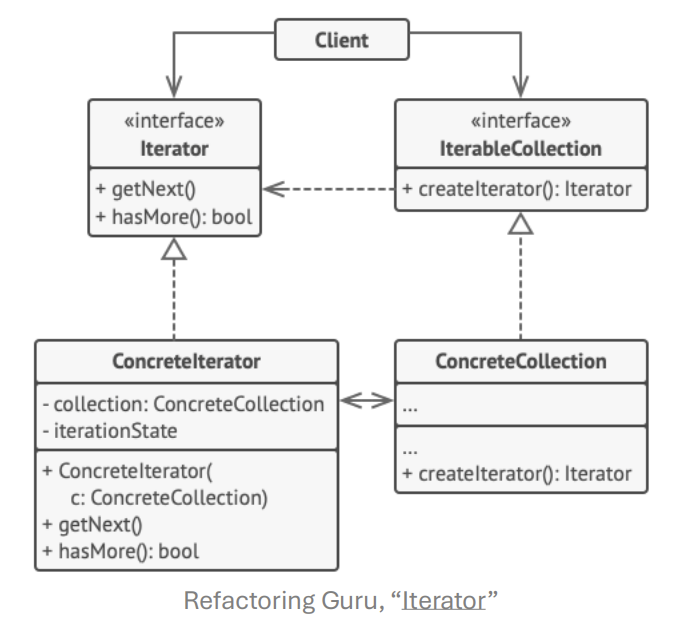 Client
«interface»
Iterator
+ getNext()
+ hasMore(): bool
«interface»
IterableCollection
+ createIterator(): Iterator
ConcreteIterator
- collection: ConcreteCollection
- iterationState
+ ConcreteIterator(
c: ConcreteCollection)
+ getNext()
+ hasMore(): bool
ConcreteCollection
...
...
+ createIterator(): Iterator
Refactoring Guru, “Iterator”